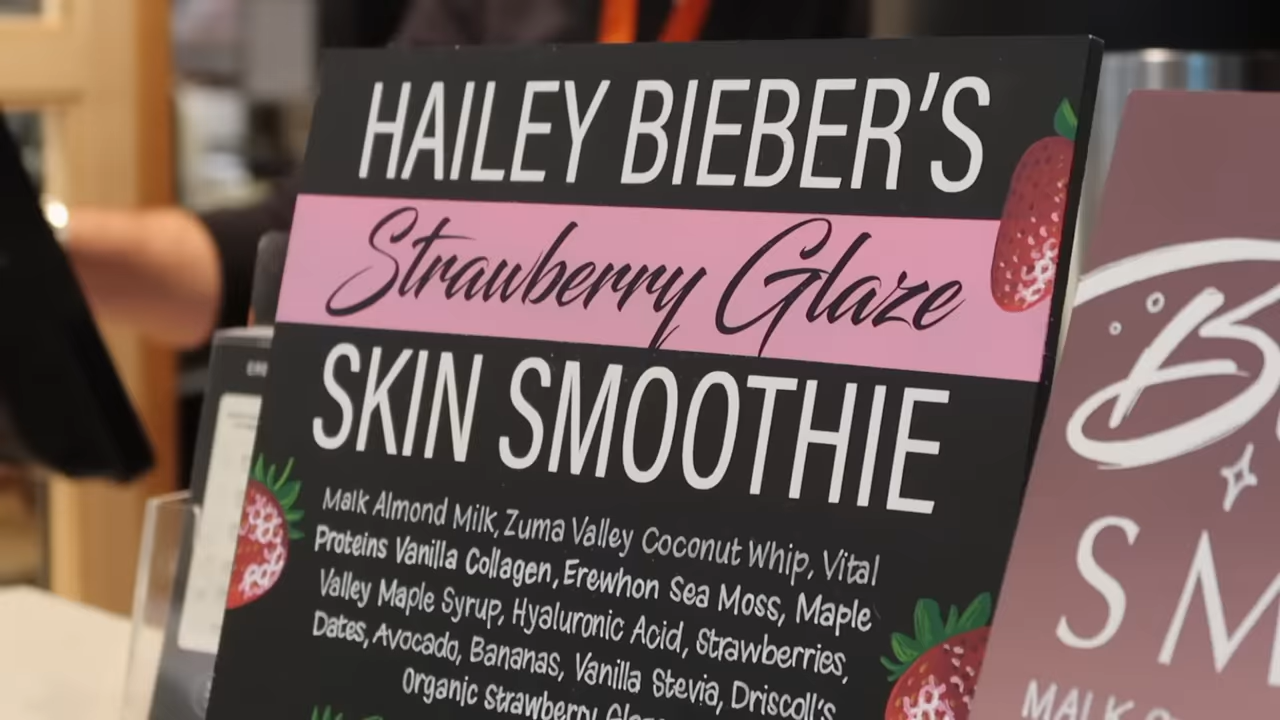 HAILEY BIEBER'S
Strawberry Glaze
SKIN SMOOTHIE
Malk Almond Milk, Zuma Valley Coconut Whip, Vital
Proteins Vanilla Collagen, Erewhon Sea Moss, Maple
Valley Maple Syrup, Hyaluronic Acid, Strawberries,
Dates, Avocado, Bananas, Vanilla Stevia, Driscoll's
Organic Strawberry
S M
MALK